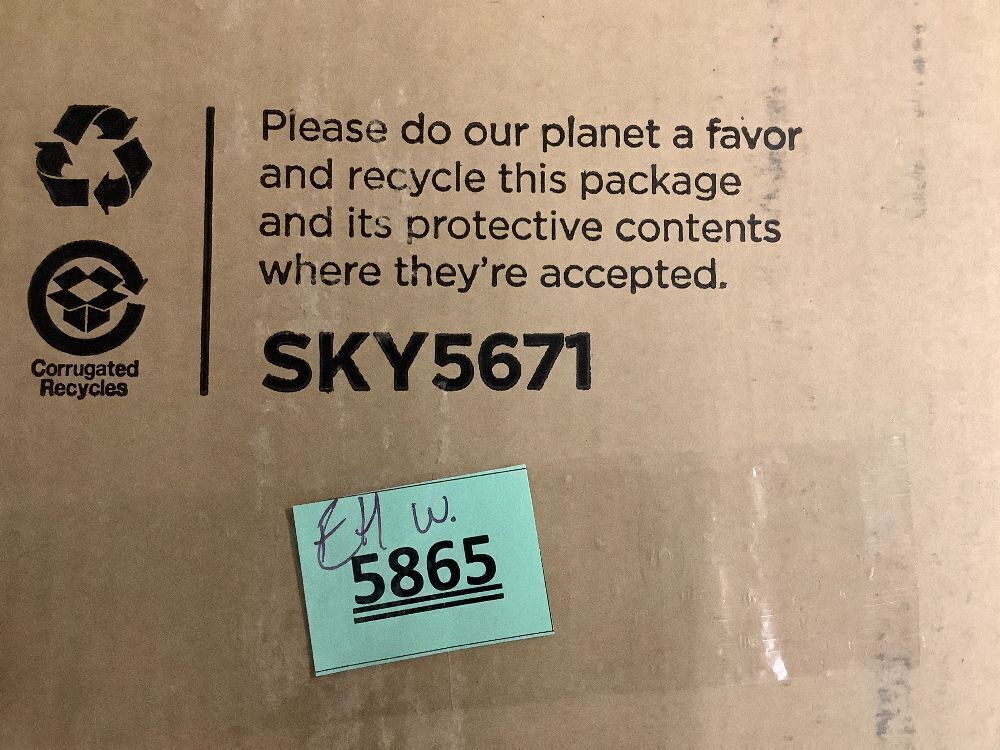 Please do our planet a favor
and recycle this package
and its protective contents
where they're accepted.
SKY5671
Corrugated
Recycles
EH W.
5865